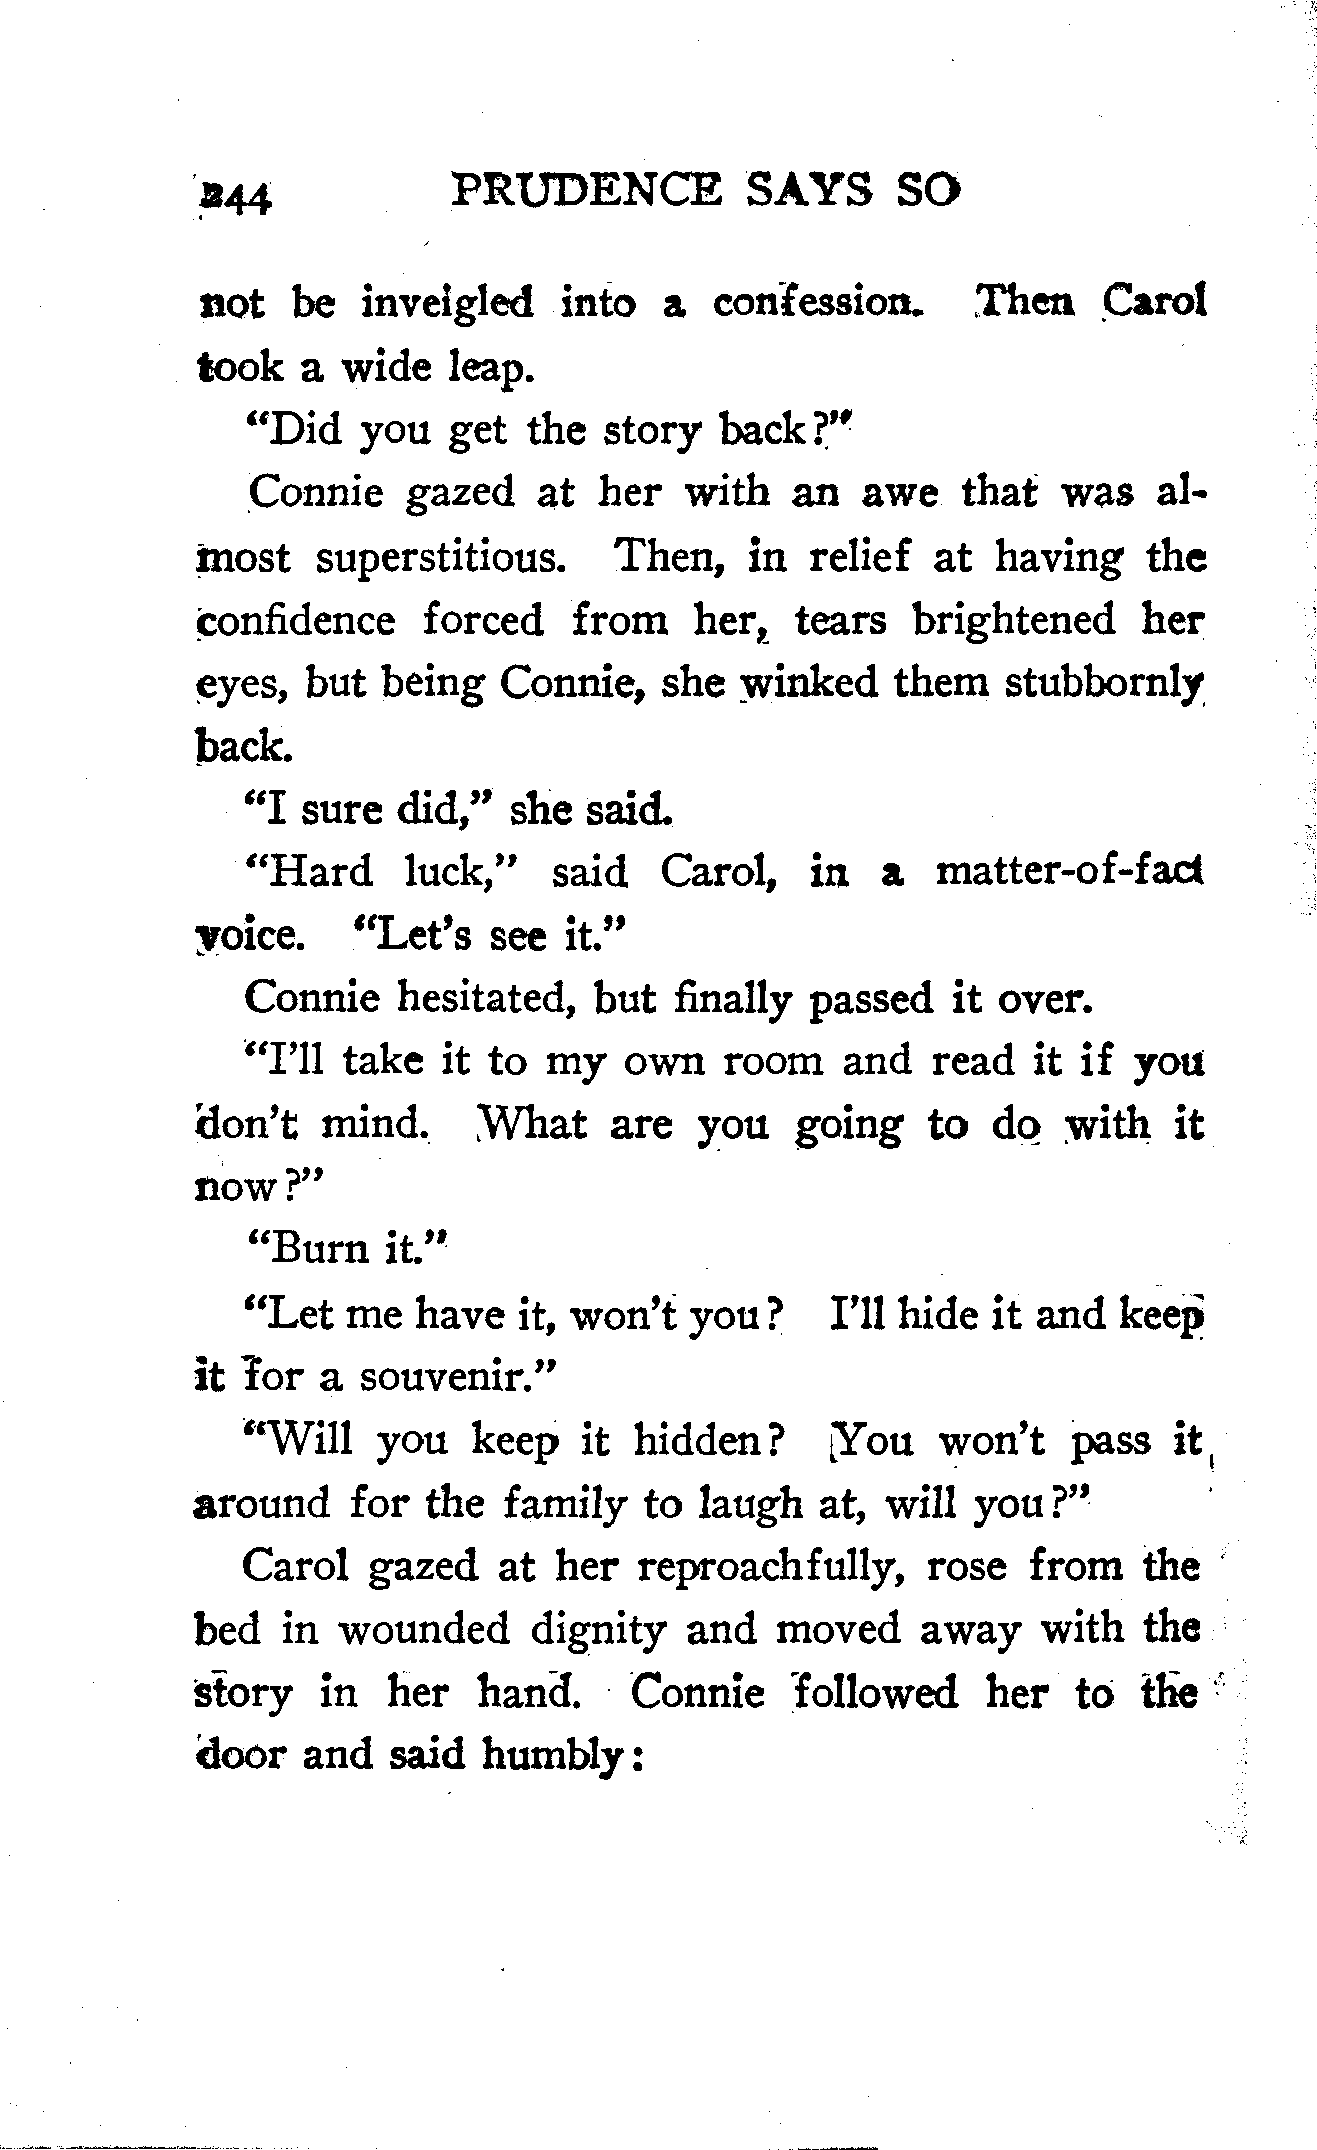 244 PRUDENCE SAYS SO
not be inveigled into a confession. Then Carol
took a wide leap.
"Did you get the story back?"
Connie gazed at her with an awe that was al-
most superstitious. Then, in relief at having the
confidence forced from her, tears brightened her
eyes, but being Connie, she winked them stubbornly
back.
"I sure did," she said.
"Hard luck," said Carol, in a matter-of-fact
voice. "Let's see it."
Connie hesitated, but finally passed it over.
"I'll take it to my own room and read it if you
don't mind. What are you going to do with it
now?"
"Burn it."
"Let me have it, won't you? I'll hide it and keep
it for a souvenir."
"Will you keep it hidden? You won't pass it
around for the family to laugh at, will you?"
Carol gazed at her reproachfully, rose from the
bed in wounded dignity and moved away with the
story in her hand. Connie followed her to the
door and said humbly: